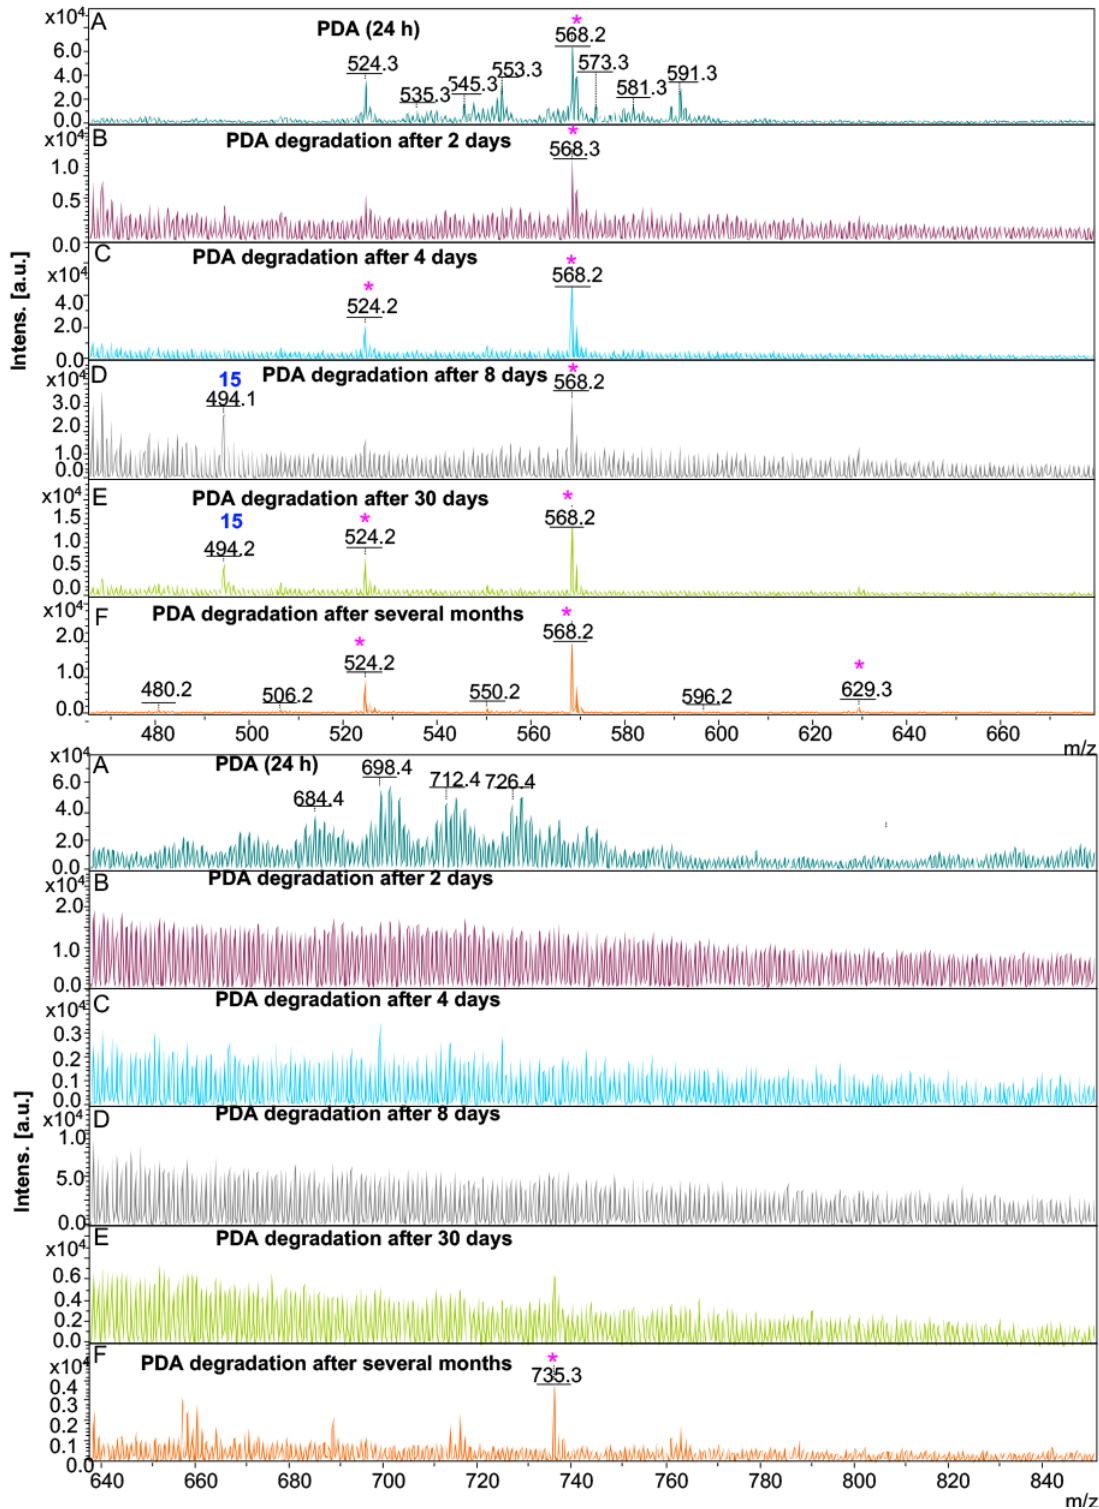 Intens. [a.u.]
x10⁴
A
PDA (24 h)
*
568.2
524.3
535.3
545.3
553.3
573.3
581.3
591.3
6.0
4.0
2.0
0.0
x10⁴
B
PDA degradation after 2 days
*
568.3
1.0
0.5
0.0
x10⁴
C
PDA degradation after 4 days
*
524.2
*
568.2
4.0
2.0
0.0
x10⁴
D
15
494.1
PDA degradation after 8 days
*
568.2
3.0
2.0
1.0
0.0
x10⁴
E
PDA degradation after 30 days
15
494.2
*
524.2
*
568.2
1.5
1.0
0.5
0.0
x10⁴
F
PDA degradation after several months
480.2
506.2
*
524.2
550.2
*
568.2
596.2
*
629.3
2.0
1.0
0.0
480 500 520 540 560 580 600 620 640 660
m/z
Intens. [a.u.]
x10⁴
A
PDA (24 h)
684.4
698.4
712.4
726.4
6.0
4.0
2.0
0.0
x10⁴
B
PDA degradation after 2 days
2.0
1.0
0.0
x10⁴
C
PDA degradation after 4 days
0.3
0.2
0.1
0.0
x10⁴
D
PDA degradation after 8 days
1.0
5.0
0.0
x10⁴
E
PDA degradation after 30 days
0.6
0.4
0.2
0.0
x10⁴
F
PDA degradation after several months
*
735.3
0.4
0.3
0.2
0.1
0.0
640 660 680 700 720 740 760 780 800 820 840
m/z